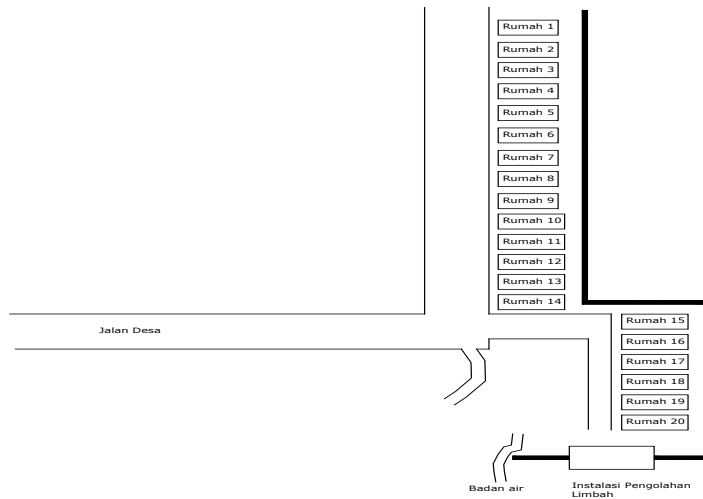 Rumah 1
Rumah 2
Rumah 3
Rumah 4
Rumah 5
Rumah 6
Rumah 7
Rumah 8
Rumah 9
Rumah 10
Rumah 11
Rumah 12
Rumah 13
Rumah 14
Rumah 15
Jalan Desa
Rumah 16
Rumah 17
Rumah 18
Rumah 19
Rumah 20
Badan air
Instalasi Pengolahan
Limbah